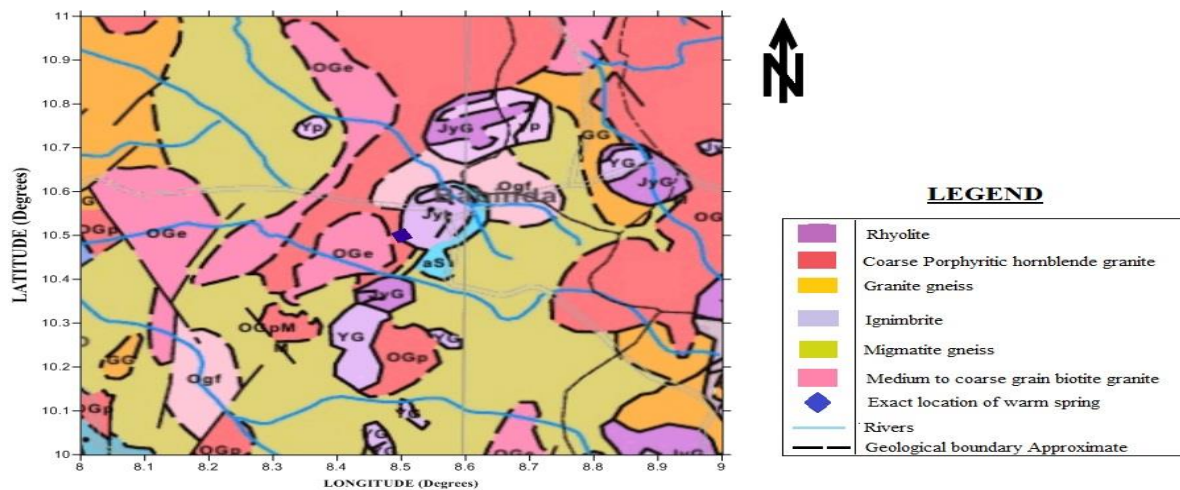 11
10.9
10.8
10.7
10.6
10.5
10.4
10.3
10.2
10.1
10
8
8.1
8.2
8.3
8.4
8.5
8.6
8.7
8.8
8.9
9
LATITUDE (Degrees)
LONGITUDE (Degrees)
OGe
Yp
JyG
Yp
GG
YG
JyG
Ogf
OGe
OGp
OGe
aS
JyG
OGpM
YG
YG
OGp
GG
Ogf
OGp
OGp
YG
N
LEGEND
Rhyolite
Coarse Porphyritic hornblende granite
Granite gneiss
Ignimbrite
Migmatite gneiss
Medium to coarse grain biotite granite
Exact location of warm spring
Rivers
Geological boundary Approximate